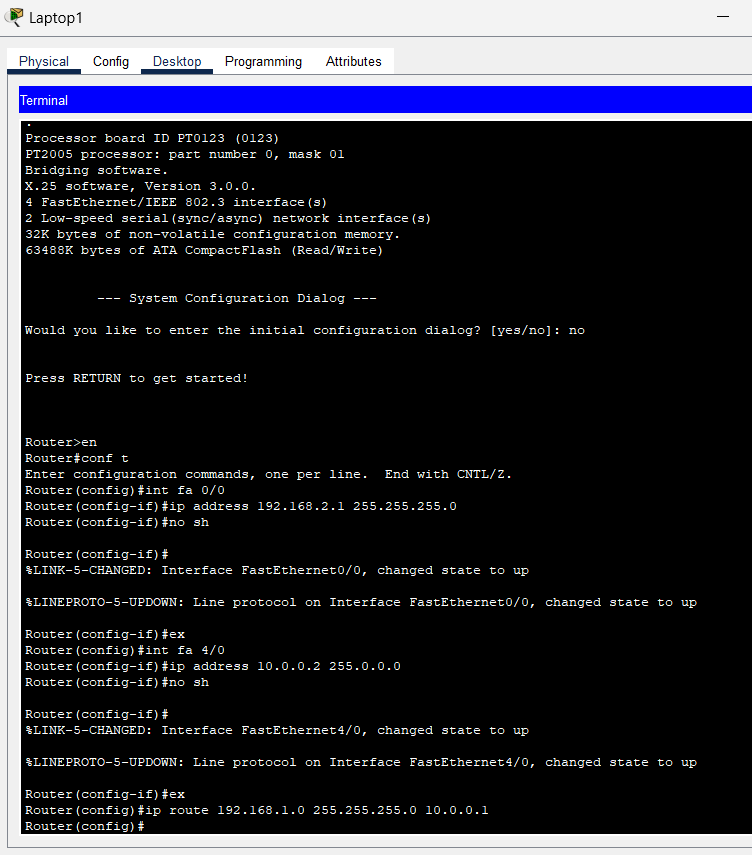 Laptop1
Physical Config Desktop Programming Attributes
Terminal
.
Processor board ID PT0123 (0123)
PT2005 processor: part number 0, mask 01
Bridging software.
X.25 software, Version 3.0.0.
4 FastEthernet/IEEE 802.3 interface(s)
2 Low-speed serial(sync/async) network interface(s)
32K bytes of non-volatile configuration memory.
63488K bytes of ATA CompactFlash (Read/Write)
--- System Configuration Dialog ---
Would you like to enter the initial configuration dialog? [yes/no]: no
Press RETURN to get started!
Router>en
Router#conf t
Enter configuration commands, one per line.  End with CNTL/Z.
Router(config)#int fa 0/0
Router(config-if)#ip address 192.168.2.1 255.255.255.0
Router(config-if)#no sh
Router(config-if)#
%LINK-5-CHANGED: Interface FastEthernet0/0, changed state to up
%LINEPROTO-5-UPDOWN: Line protocol on Interface FastEthernet0/0, changed state to up
Router(config-if)#ex
Router(config)#int fa 4/0
Router(config-if)#ip address 10.0.0.2 255.0.0.0
Router(config-if)#no sh
Router(config-if)#
%LINK-5-CHANGED: Interface FastEthernet4/0, changed state to up
%LINEPROTO-5-UPDOWN: Line protocol on Interface FastEthernet4/0, changed state to up
Router(config-if)#ex
Router(config)#ip route 192.168.1.0 255.255.255.0 10.0.0.1
Router(config)#